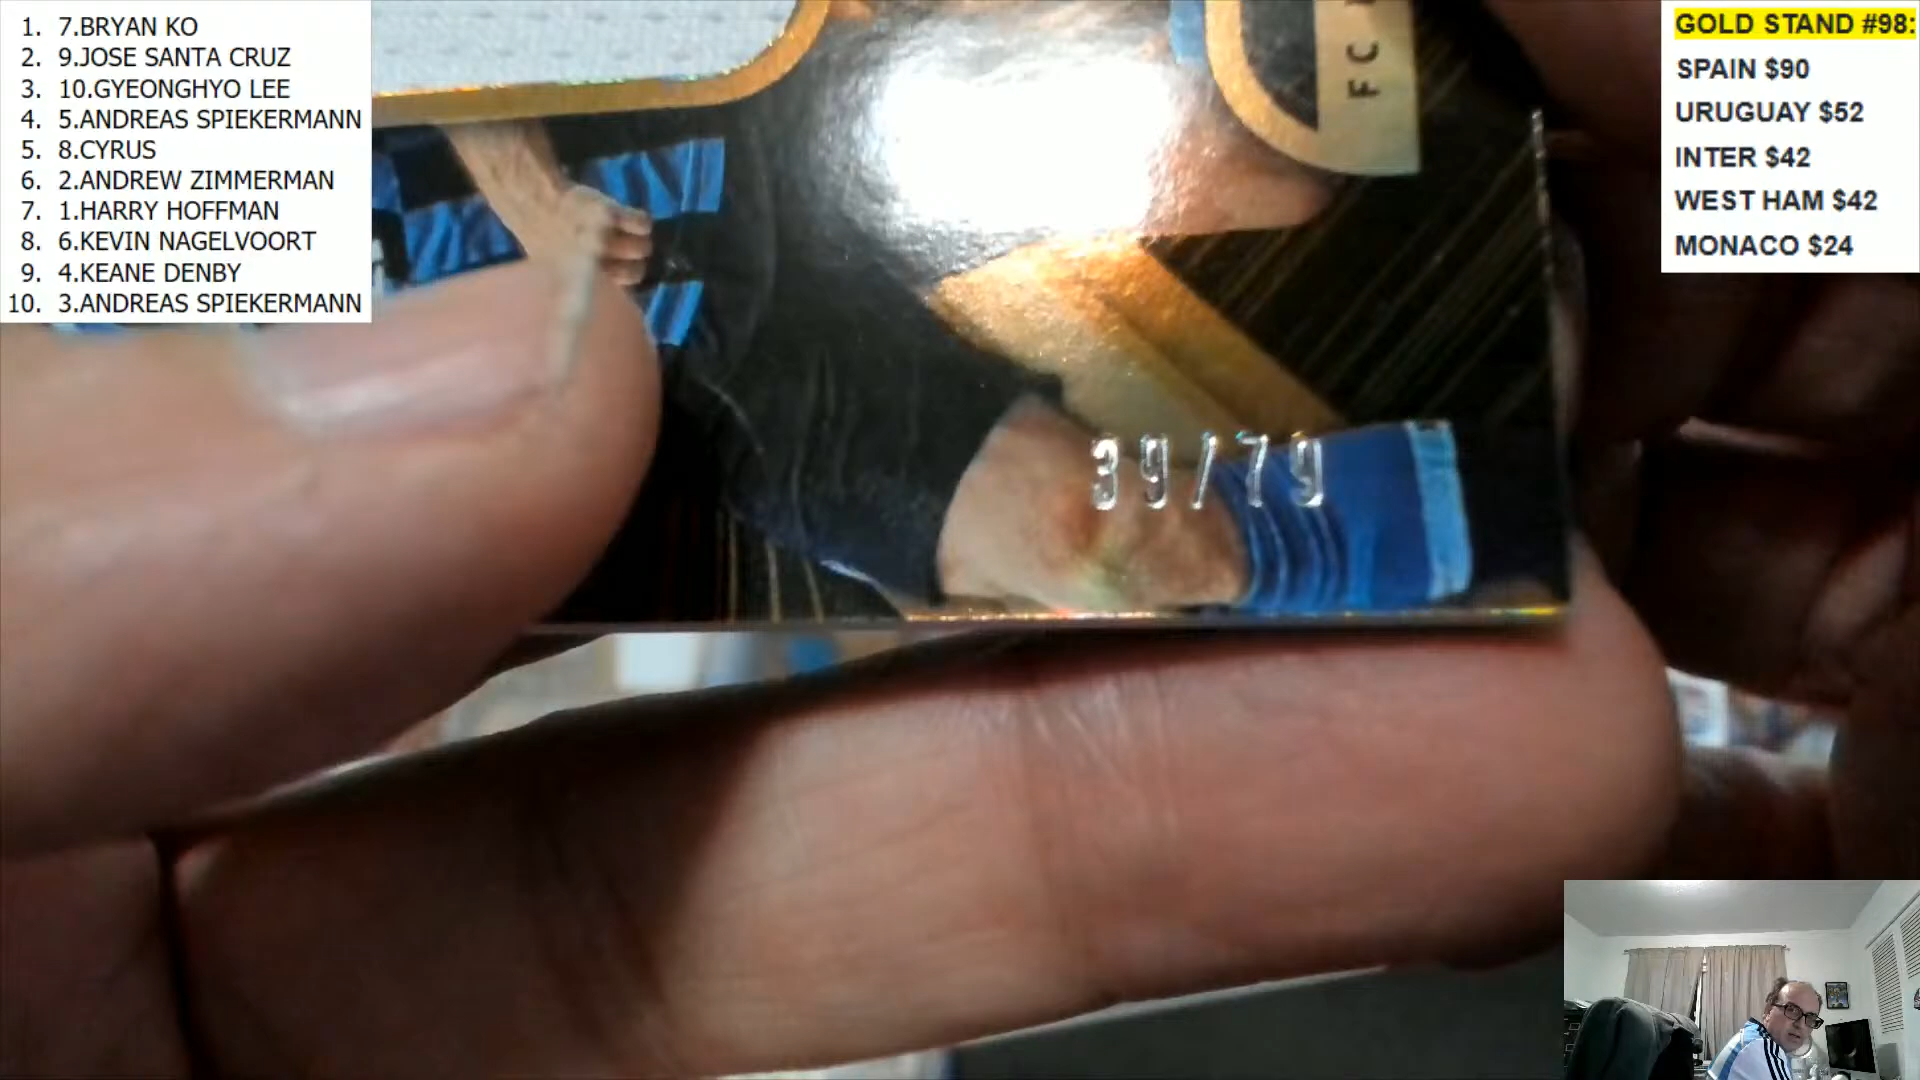 1. 7.BRYAN KO
2. 9.JOSE SANTA CRUZ
3. 10.GYEONGHYO LEE
4. 5.ANDREAS SPIEKERMANN
5. 8.CYRUS
6. 2.ANDREW ZIMMERMAN
7. 1.HARRY HOFFMAN
8. 6.KEVIN NAGELVOORT
9. 4.KEANE DENBY
10. 3.ANDREAS SPIEKERMANN
GOLD STAND #98:
SPAIN $90
URUGUAY $52
INTER $42
WEST HAM $42
MONACO $24
FC
39/79